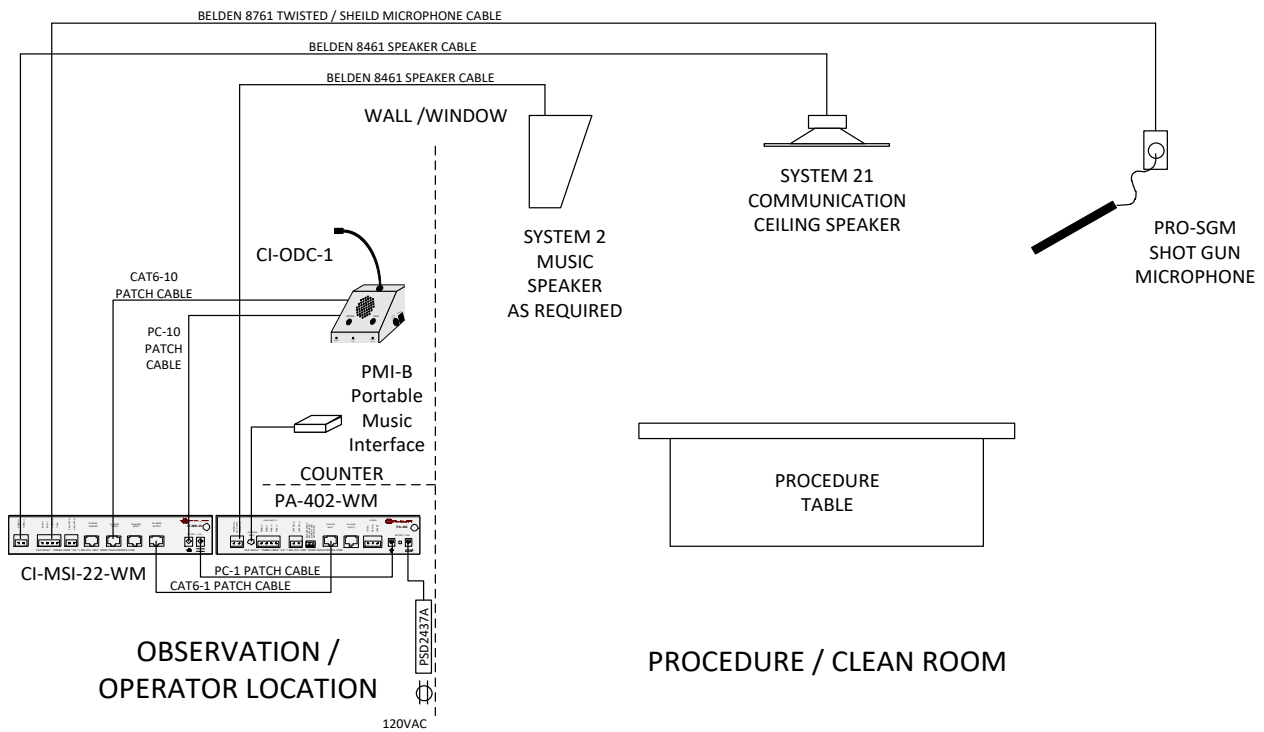 BELDEN 8761 TWISTED / SHEILD MICROPHONE CABLE
BELDEN 8461 SPEAKER CABLE
BELDEN 8461 SPEAKER CABLE
WALL /WINDOW
SYSTEM 21
COMMUNICATION
CEILING SPEAKER
SYSTEM 2
MUSIC
SPEAKER
AS REQUIRED
PRO-SGM
SHOT GUN
MICROPHONE
CI-ODC-1
CAT6-10
PATCH CABLE
PC-10
PATCH
CABLE
PMI-B
Portable
Music
Interface
COUNTER
PA-402-WM
PROCEDURE
TABLE
CI-MSI-22-WM
PC-1 PATCH CABLE
CAT6-1 PATCH CABLE
PSD2437A
OBSERVATION /
OPERATOR LOCATION
PROCEDURE / CLEAN ROOM
120VAC